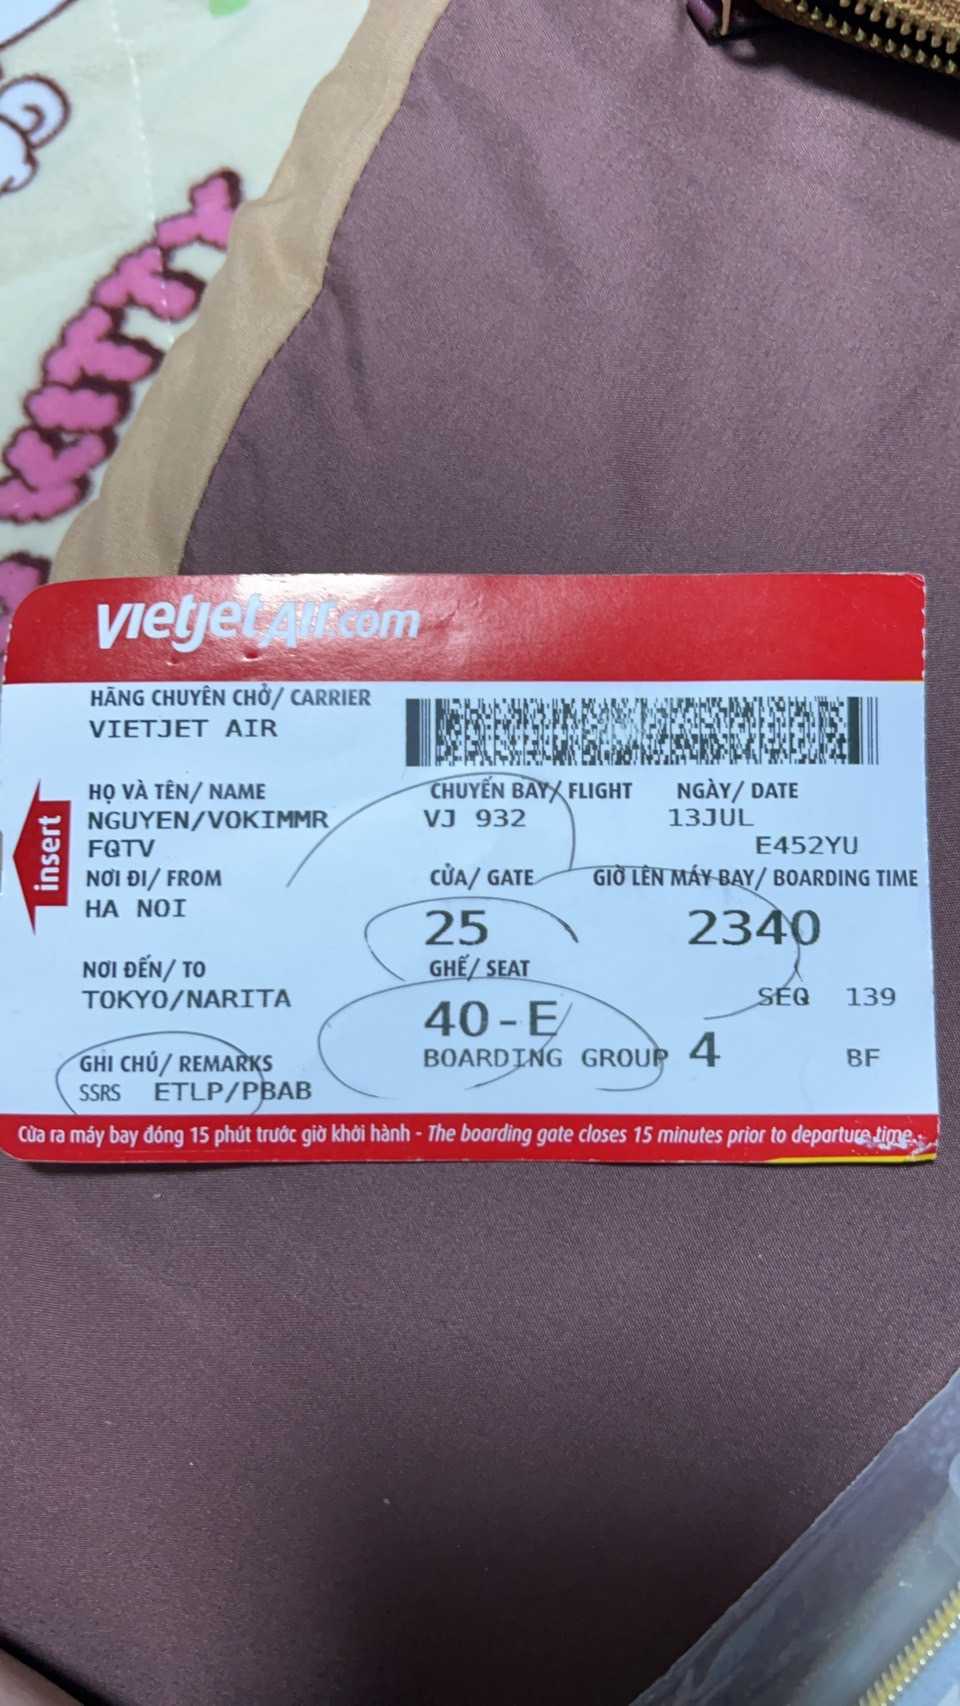 vietjetAir.com
HÃNG CHUYÊN CHỞ/ CARRIER
VIETJET AIR
HỌ VÀ TÊN/ NAME
NGUYEN/VOKIMMR
FQTV
CHUYẾN BAY/ FLIGHT
VJ 932
NGÀY/ DATE
13JUL
E452YU
insert
NƠI ĐI/ FROM
HA NOI
CỬA/ GATE
25
GIỜ LÊN MÁY BAY/ BOARDING TIME
2340
NƠI ĐẾN/ TO
TOKYO/NARITA
GHẾ/ SEAT
40-E
SEQ 139
GHI CHÚ/ REMARKS
SSRS ETLP/PBAB
BOARDING GROUP 4
BF
Cửa ra máy bay đóng 15 phút trước giờ khởi hành - The boarding gate closes 15 minutes prior to departure time.